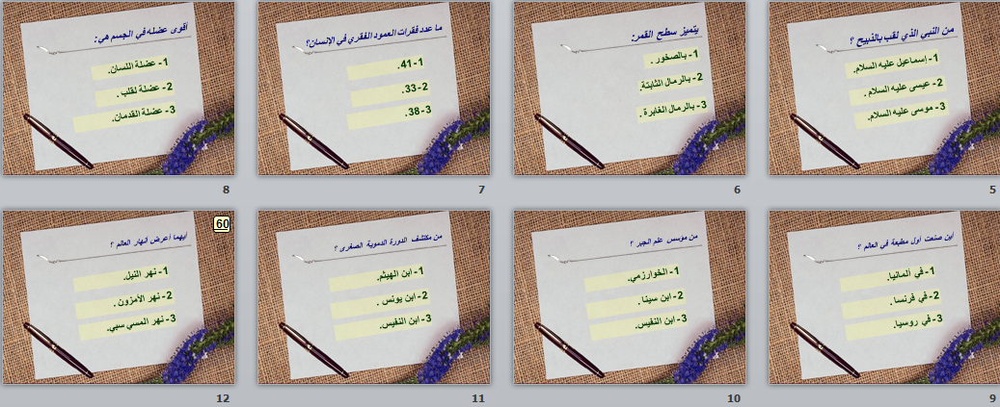 من النبي الذي لقب بالذبيح ؟
1- إسماعيل عليه السلام.
2- عيسى عليه السلام .
3- موسى عليه السلام.
5
يتميز سطح القمر:
1- بالصخور .
2- بالرمال الثابتة.
3- بالرمال الغابرة .
6
ما عدد فقرات العمود الفقري في الإنسان؟
1- 41.
2- 33.
3- 38.
7
أقوى عضله في الجسم هي:
1- عضلة اللسان.
2- عضلة لقلب .
3- عضلة القدمان.
8
أين صنعت أول مطبعة في العالم ؟
1- في ألمانيا.
2- في فرنسا.
3- في روسيا.
9
من مؤسس علم الجبر ؟
1- الخوارزمي.
2- ابن سينا .
3- ابن النفيس.
10
من مكتشف الدورة الدموية الصغرى ؟
1- ابن الهيثم.
2- ابن يونس .
3- ابن النفيس.
11
أيهما أعرض أنهار العالم ؟
1- نهر النيل.
2- نهر الأمزون .
3- نهر المسي سبي.
60
12